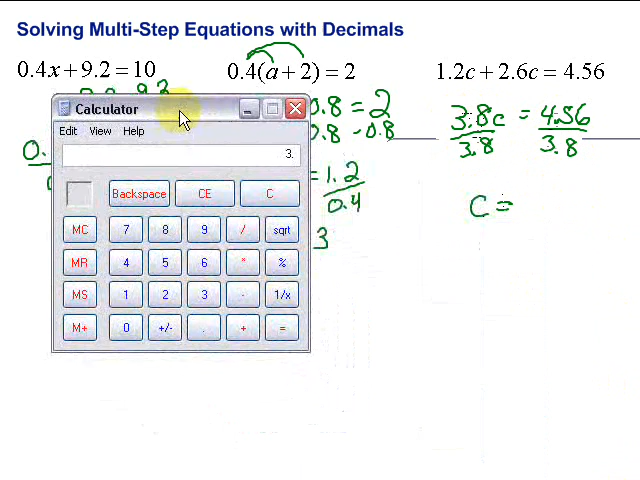 Solving Multi-Step Equations with Decimals
0.4x + 9.2 = 10
0.4(a + 2) = 2
1.2c + 2.6c = 4.56
0.8 = 2
0.8 -0.8
= 1.2
0.4
3
3.8c = 4.56
3.8 3.8
c =
0.
Calculator
Edit View Help
3.
Backspace CE C
MC 7 8 9 / sqrt
MR 4 5 6 * %
MS 1 2 3 - 1/x
M+ 0 +/- . + =